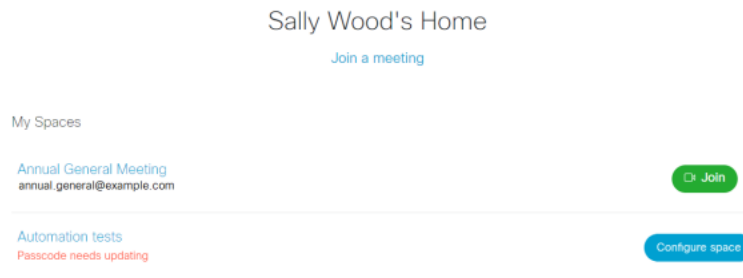 Sally Wood's Home
Join a meeting
My Spaces
Annual General Meeting
annual.general@example.com
Join
Automation tests
Passcode needs updating
Configure space